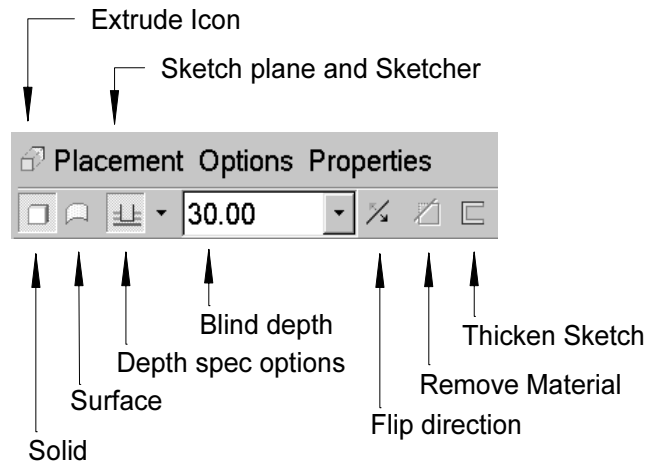 Extrude Icon
Sketch plane and Sketcher
Placement Options Properties
30.00
Blind depth
Thicken Sketch
Depth spec options
Remove Material
Surface
Flip direction
Solid